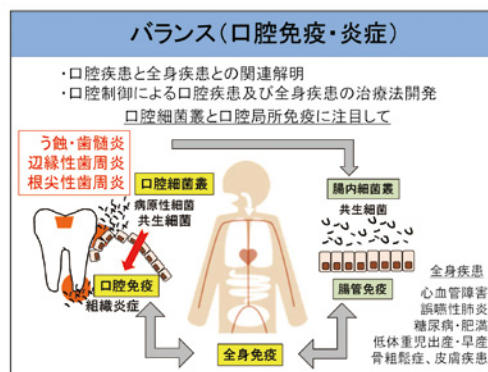 バランス(口腔免疫・炎症)
・口腔疾患と全身疾患との関連解明
・口腔制御による口腔疾患及び全身疾患の治療法開発
口腔細菌叢と口腔局所免疫に注目して
う蝕・歯髄炎
辺縁性歯周炎
根尖性歯周炎
口腔細菌叢
病原性細菌
共生細菌
口腔免疫
組織炎症
腸内細菌叢
共生細菌
腸管免疫
全身免疫
全身疾患
心血管障害
誤嚥性肺炎
糖尿病・肥満
低体重児出産・早産
骨粗鬆症、皮膚疾患